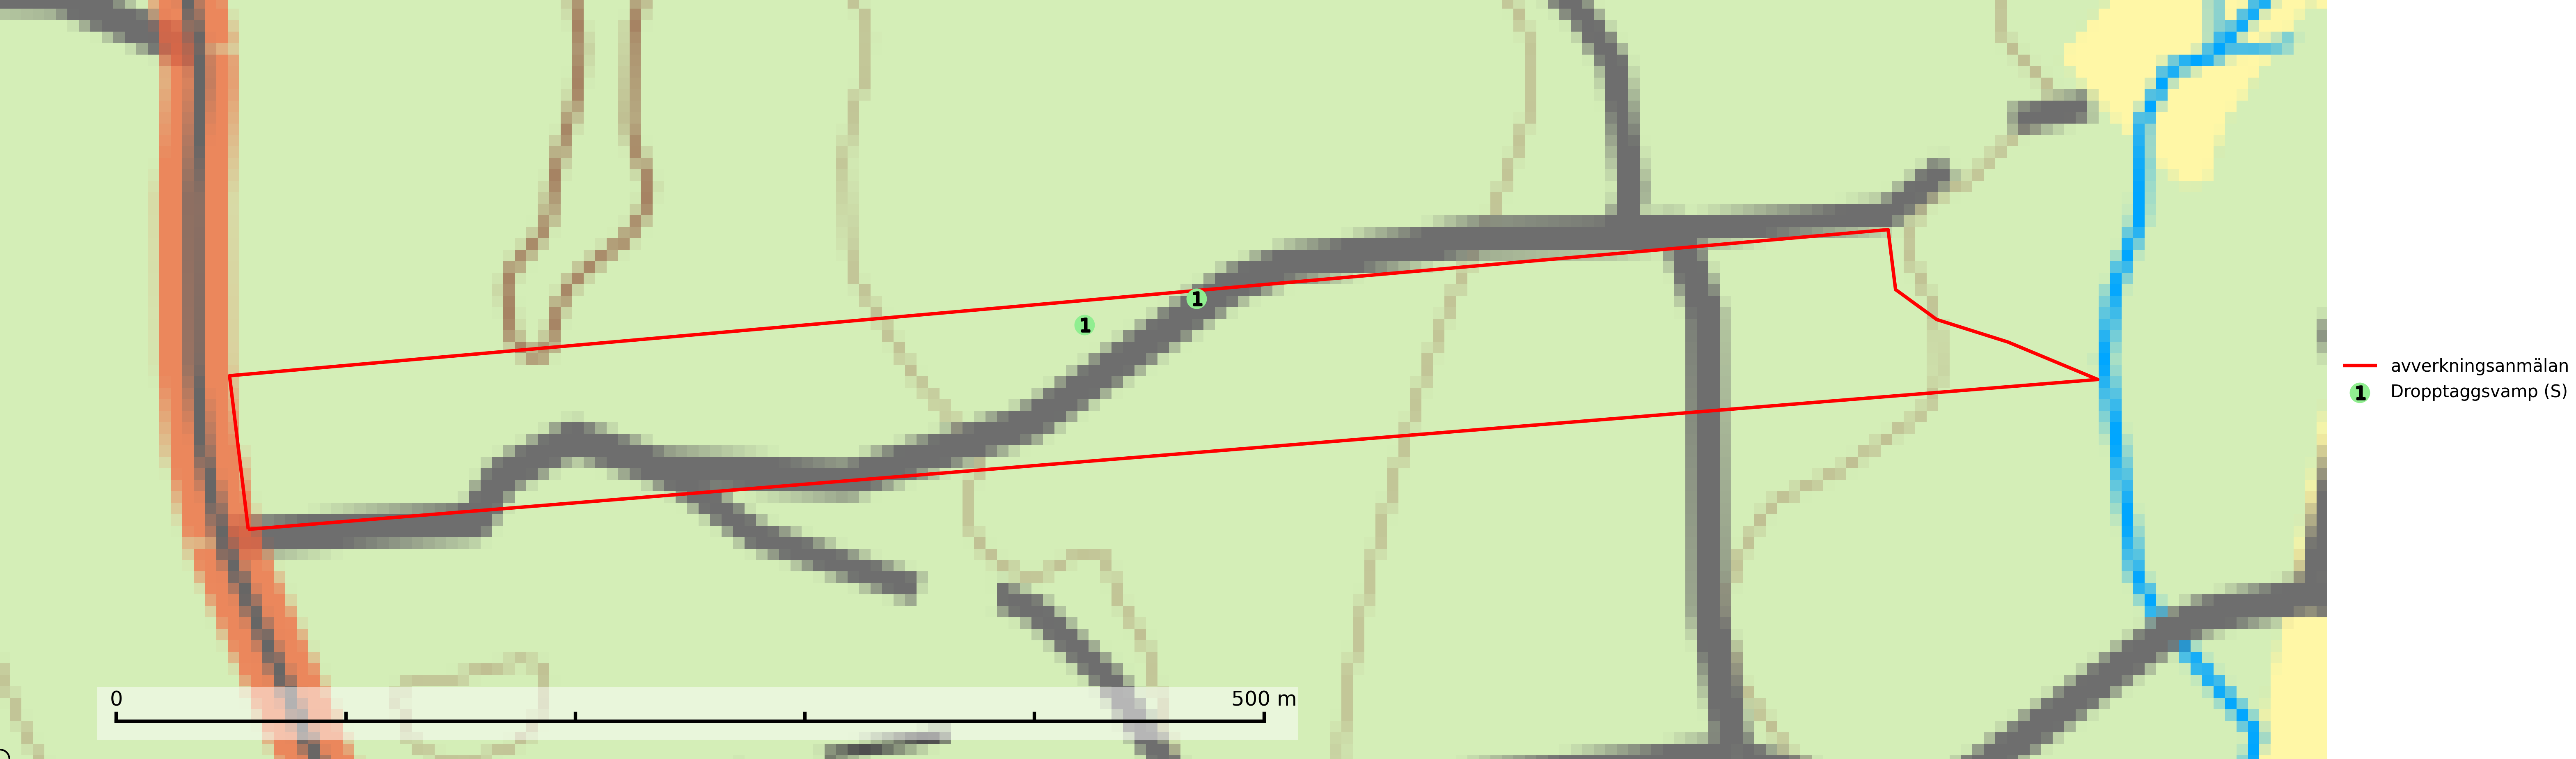 1
1
avverkningsanmälan
1 Dropptaggsvamp (S)
0 500 m